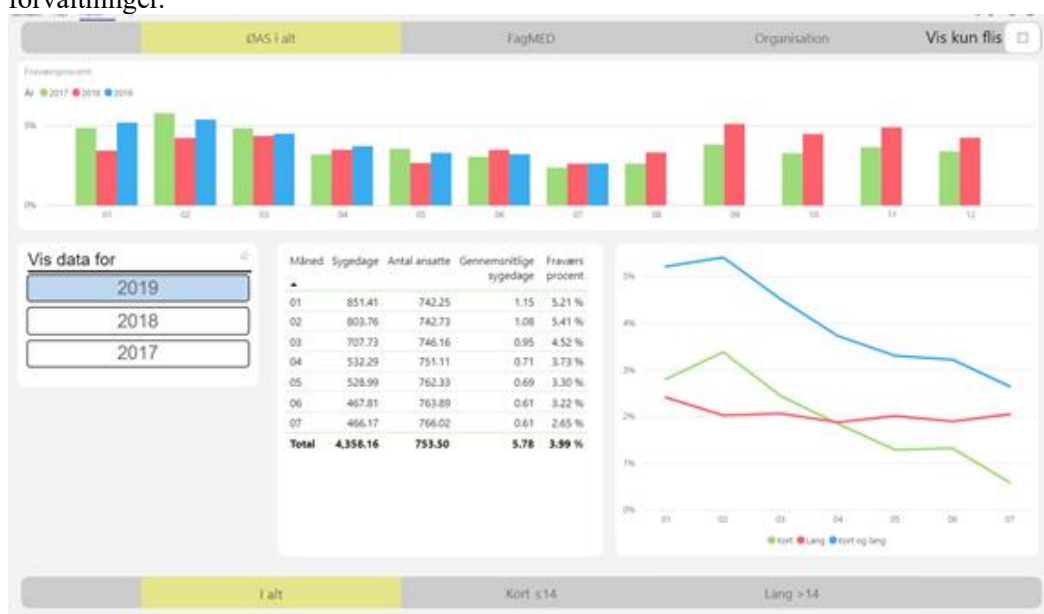 forvaltninger.
ØAS i alt FagMED Organisation Vis kun flis
Fraværsprocent
År 2017 2018 2019
5%
0%
01 02 03 04 05 06 07 08 09 10 11 12
Vis data for
2019
2018
2017
Måned Sygedage Antal ansatte Gennemsnitlige sygedage Fraværs procent
01 851.41 742.25 1.15 5.21 %
02 803.76 742.73 1.08 5.41 %
03 707.73 746.16 0.95 4.52 %
04 532.29 751.11 0.71 3.73 %
05 528.99 762.33 0.69 3.30 %
06 467.81 763.89 0.61 3.22 %
07 466.17 766.02 0.61 2.65 %
Total 4,358.16 753.50 5.78 3.99 %
5%
4%
3%
2%
1%
0%
01 02 03 04 05 06 07
Kort Lang Kort og lang
I alt Kort ≤14 Lang >14